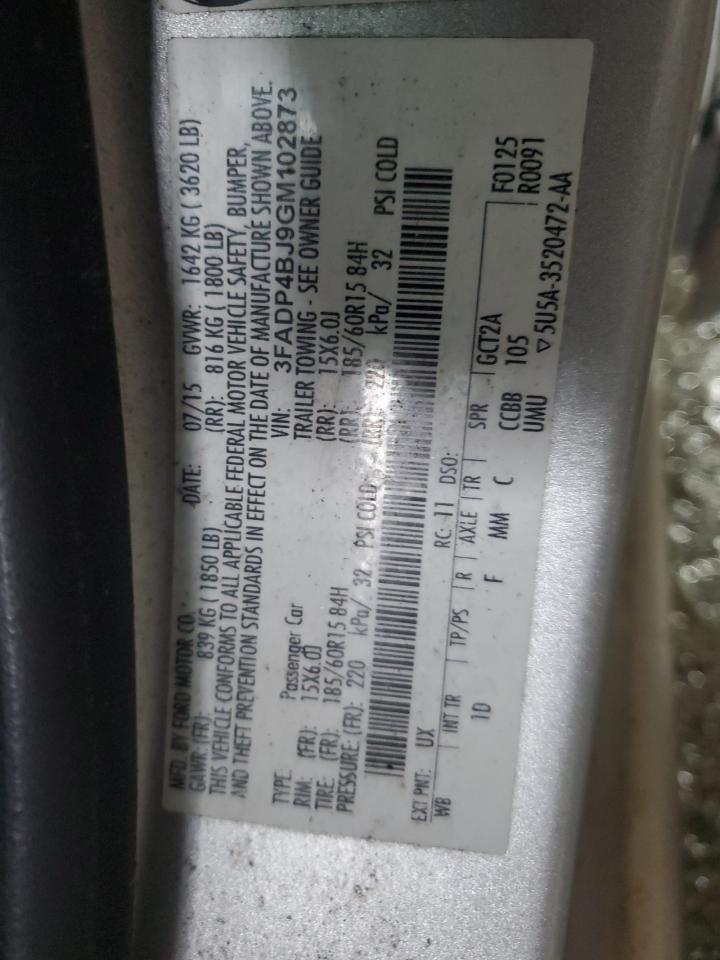 MFD. BY FORD MOTOR CO. DATE: 07/15 GVWR: 1642 KG ( 3620 LB)
GAWR: (FR): 839 KG ( 1850 LB) (RR): 816 KG ( 1800 LB)
THIS VEHICLE CONFORMS TO ALL APPLICABLE FEDERAL MOTOR VEHICLE SAFETY, BUMPER,
AND THEFT PREVENTION STANDARDS IN EFFECT ON THE DATE OF MANUFACTURE SHOWN ABOVE.
VIN: 3FADP4BJ9GM102873
TYPE: Passenger Car TRAILER TOWING - SEE OWNER GUIDE
RIM: (FR): 15X6.0J (RR): 15X6.0J
TIRE: (FR): 185/60R15 84H (RR): 185/60R15 84H
PRESSURE (FR): 220 kPa/ 32 PSI COLD (RR): 220 kPa/ 32 PSI COLD
EXT PNT: UX RC: 11 DSO: F0125
WB INT TR TP/PS R AXLE TR SPR GCT2A R0091
1D F MM C CCBB 105
UMU ▽5U5A-3520472-AA